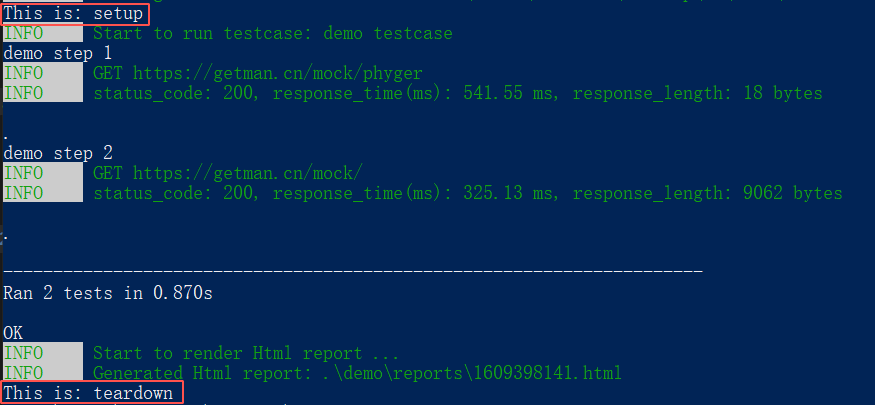 This is: setup
INFO Start to run testcase: demo testcase
demo step 1
INFO GET https://getman.cn/mock/phyger
INFO status_code: 200, response_time(ms): 541.55 ms, response_length: 18 bytes
.
demo step 2
INFO GET https://getman.cn/mock/
INFO status_code: 200, response_time(ms): 325.13 ms, response_length: 9062 bytes
.
----------------------------------------------------------------------
Ran 2 tests in 0.870s
OK
INFO Start to render Html report ...
INFO Generated Html report: .\demo\reports\1609398141.html
This is: teardown